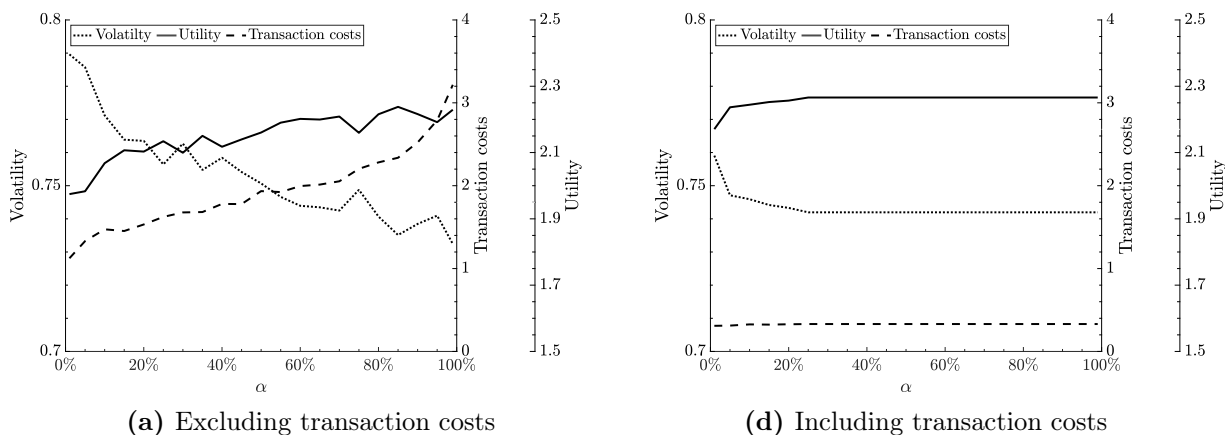 0.8
0.75
0.7
Volatility
Volatilty Utility Transaction costs
4
3
2
1
0
Transaction costs
2.5
2.3
2.1
1.9
1.7
1.5
Utility
0% 20% 40% 60% 80% 100%
α
(a) Excluding transaction costs
0.8
0.75
0.7
Volatility
Volatilty Utility Transaction costs
4
3
2
1
0
Transaction costs
2.5
2.3
2.1
1.9
1.7
1.5
Utility
0% 20% 40% 60% 80% 100%
α
(d) Including transaction costs